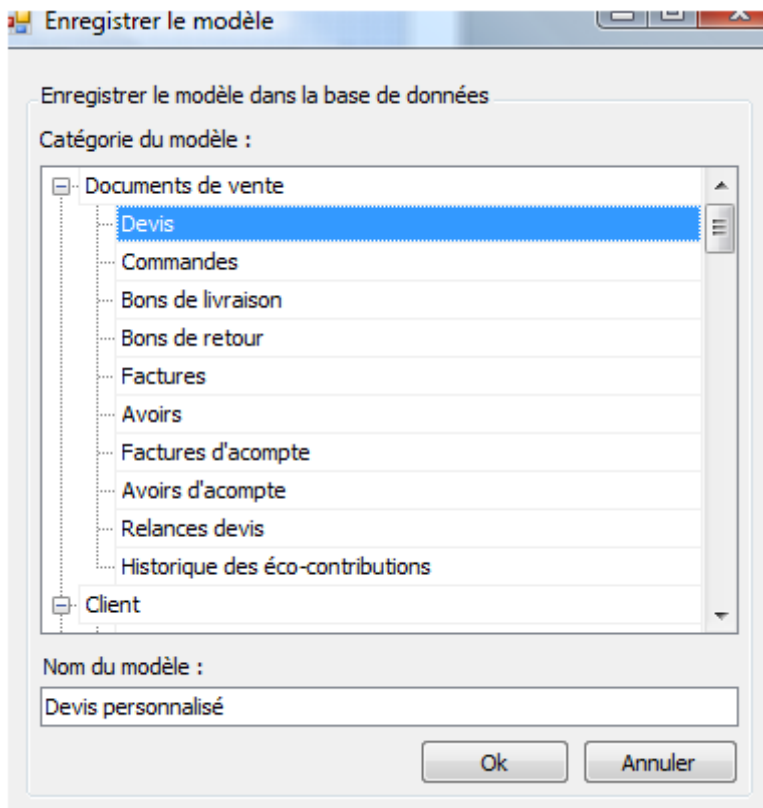 Enregistrer le modèle
Enregistrer le modèle dans la base de données
Catégorie du modèle :
Documents de vente
Devis
Commandes
Bons de livraison
Bons de retour
Factures
Avoirs
Factures d'acompte
Avoirs d'acompte
Relances devis
Historique des éco-contributions
Client
Nom du modèle :
Devis personnalisé
Ok
Annuler